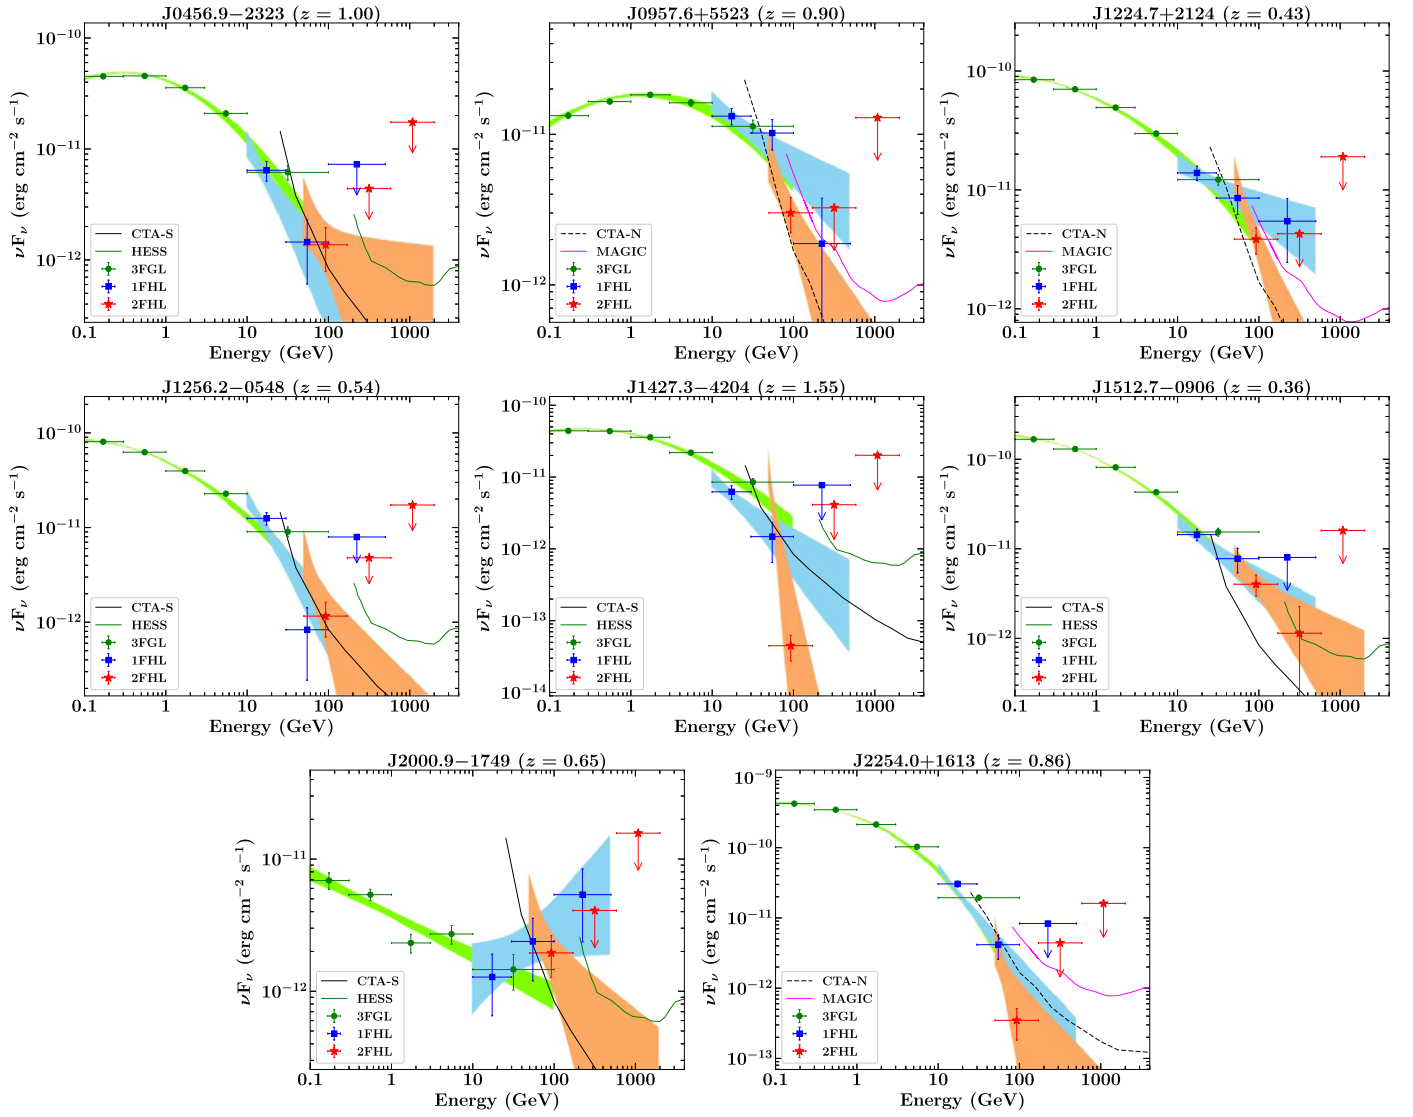 J0456.9−2323 (z = 1.00)
νFν (erg cm−2 s−1)
10−10
10−11
10−12
CTA-S
HESS
3FGL
1FHL
2FHL
0.1 1 10 100 1000
Energy (GeV)
J0957.6+5523 (z = 0.90)
νFν (erg cm−2 s−1)
10−11
10−12
CTA-N
MAGIC
3FGL
1FHL
2FHL
0.1 1 10 100 1000
Energy (GeV)
J1224.7+2124 (z = 0.43)
νFν (erg cm−2 s−1)
10−10
10−11
10−12
CTA-N
MAGIC
3FGL
1FHL
2FHL
0.1 1 10 100 1000
Energy (GeV)
J1256.2−0548 (z = 0.54)
νFν (erg cm−2 s−1)
10−10
10−11
10−12
CTA-S
HESS
3FGL
1FHL
2FHL
0.1 1 10 100 1000
Energy (GeV)
J1427.3−4204 (z = 1.55)
νFν (erg cm−2 s−1)
10−10
10−11
10−12
10−13
10−14
CTA-S
HESS
3FGL
1FHL
2FHL
0.1 1 10 100 1000
Energy (GeV)
J1512.7−0906 (z = 0.36)
νFν (erg cm−2 s−1)
10−10
10−11
10−12
CTA-S
HESS
3FGL
1FHL
2FHL
0.1 1 10 100 1000
Energy (GeV)
J2000.9−1749 (z = 0.65)
νFν (erg cm−2 s−1)
10−11
10−12
CTA-S
HESS
3FGL
1FHL
2FHL
0.1 1 10 100 1000
Energy (GeV)
J2254.0+1613 (z = 0.86)
νFν (erg cm−2 s−1)
10−9
10−10
10−11
10−12
10−13
CTA-N
MAGIC
3FGL
1FHL
2FHL
0.1 1 10 100 1000
Energy (GeV)